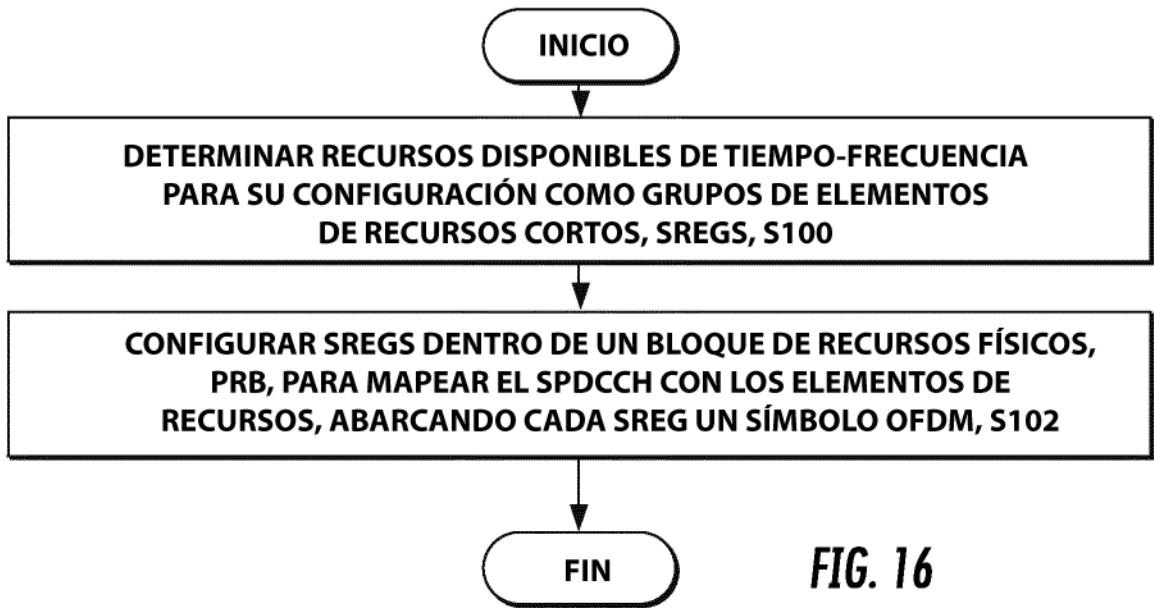 INICIO
DETERMINAR RECURSOS DISPONIBLES DE TIEMPO-FRECUENCIA
PARA SU CONFIGURACIÓN COMO GRUPOS DE ELEMENTOS
DE RECURSOS CORTOS, SREGS, S100
CONFIGURAR SREGS DENTRO DE UN BLOQUE DE RECURSOS FÍSICOS,
PRB, PARA MAPEAR EL SPDCCH CON LOS ELEMENTOS DE
RECURSOS, ABARCANDO CADA SREG UN SÍMBOLO OFDM, S102
FIN
FIG. 16